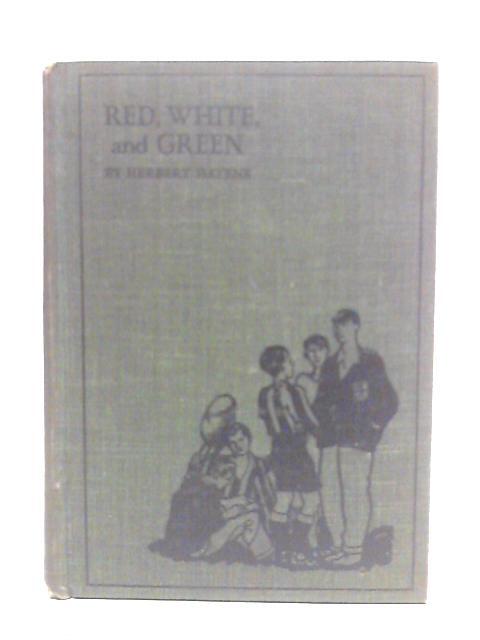 RED, WHITE,
and GREEN
BY HERBERT HAYENS